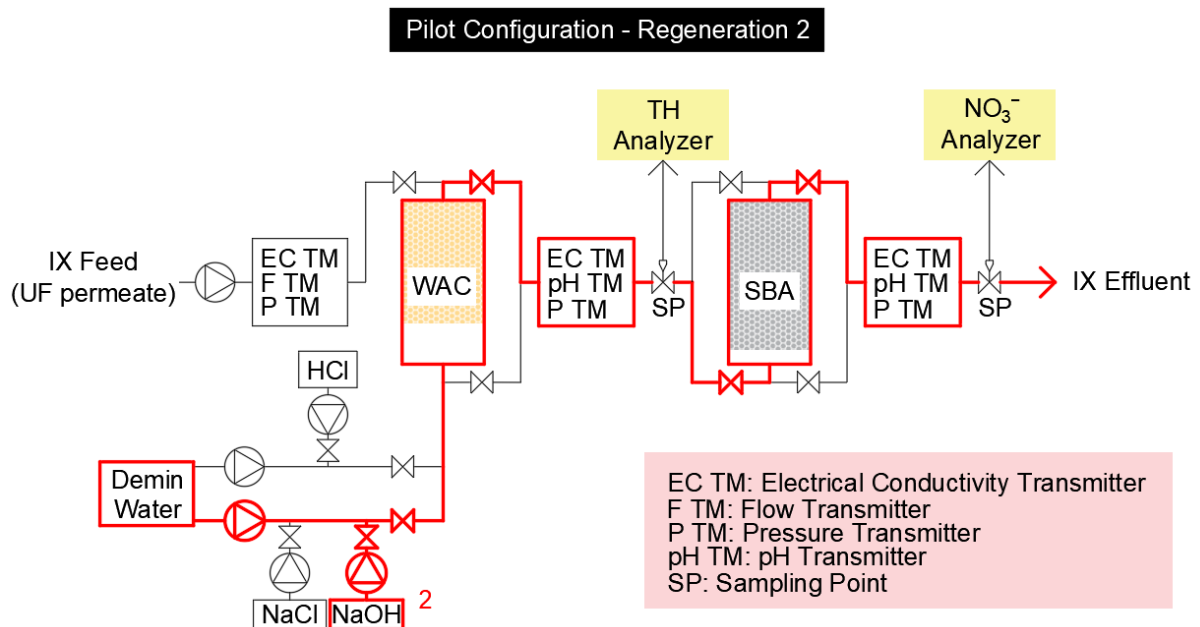 Pilot Configuration - Regeneration 2
TH
Analyzer
NO₃⁻
Analyzer
IX Feed
(UF permeate)
EC TM
F TM
P TM
WAC
EC TM
pH TM
P TM
SP
SBA
EC TM
pH TM
P TM
SP
IX Effluent
HCl
Demin
Water
NaCl
NaOH
2
EC TM: Electrical Conductivity Transmitter
F TM: Flow Transmitter
P TM: Pressure Transmitter
pH TM: pH Transmitter
SP: Sampling Point